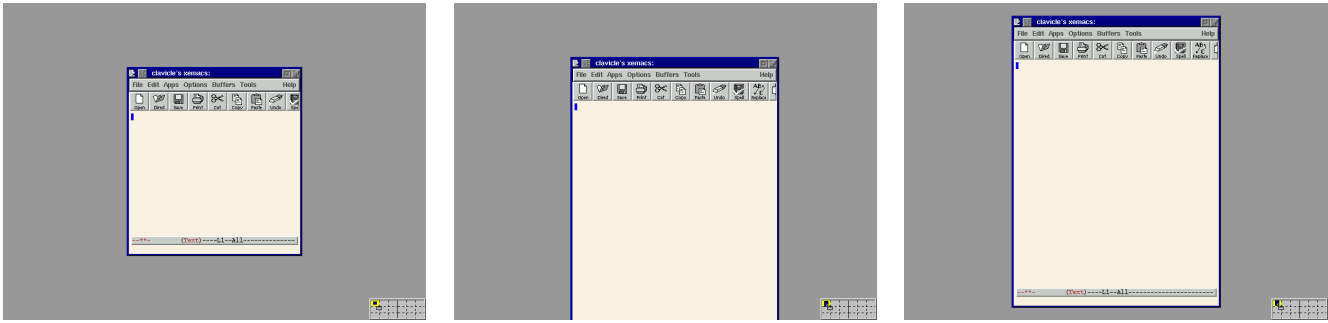 clavicle's xemacs:
File Edit Apps Options Buffers Tools Help
Open Dired Save Print Cut Copy Paste Undo Spe
--**- (Text)----L1--All---------------
clavicle's xemacs:
File Edit Apps Options Buffers Tools Help
Open Dired Save Print Cut Copy Paste Undo Spell Replace
clavicle's xemacs:
File Edit Apps Options Buffers Tools Help
Open Dired Save Print Cut Copy Paste Undo Spell Replace
--**- (Text)----L1--All-------------------------